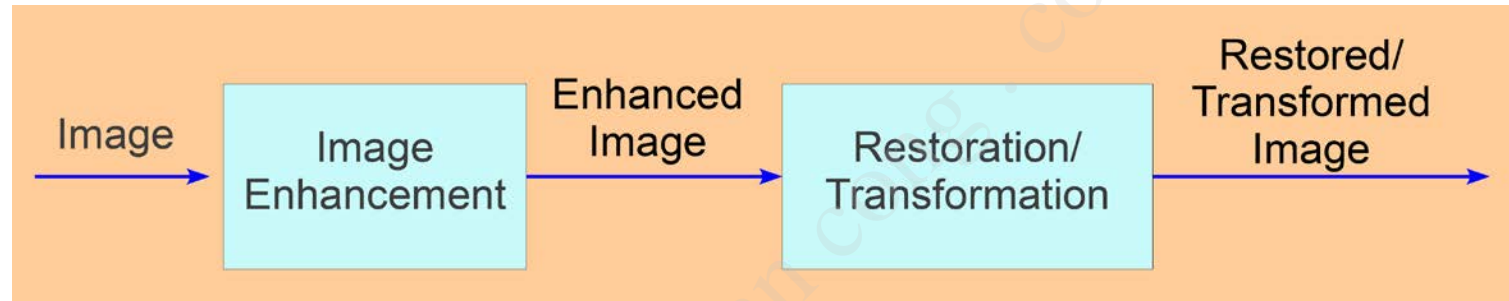 Image
Image
Enhancement
Enhanced
Image
Restoration/
Transformation
Restored/
Transformed
Image